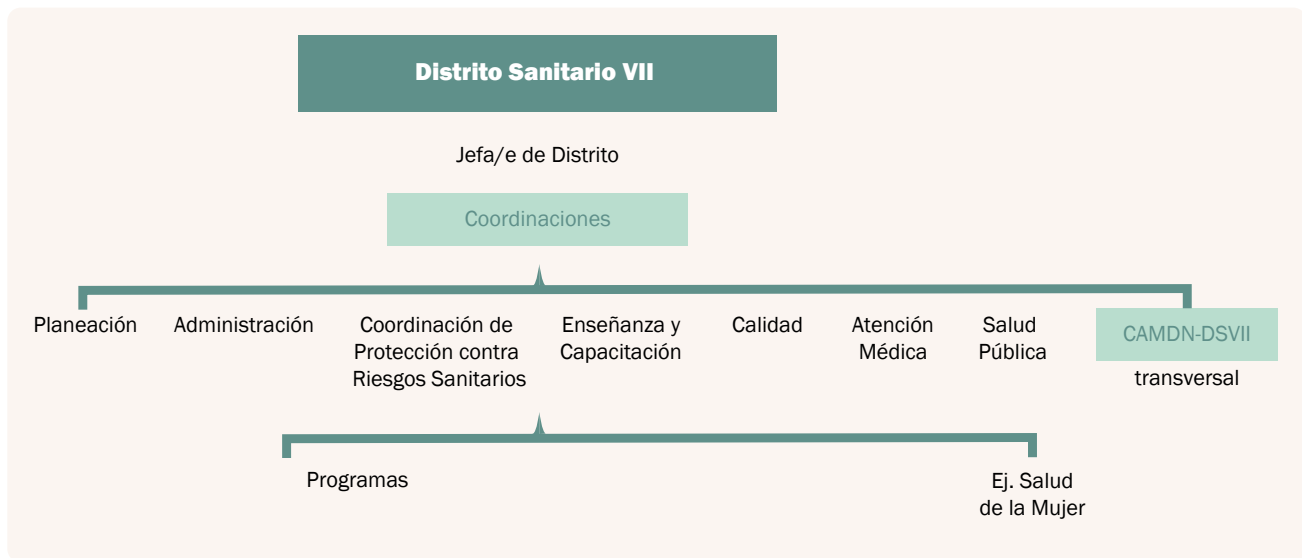 Distrito Sanitario VII
Jefa/e de Distrito
Coordinaciones
Planeación
Administración
Coordinación de
Protección contra
Riesgos Sanitarios
Enseñanza y
Capacitación
Calidad
Atención
Médica
Salud
Pública
CAMDN-DSVII
transversal
Programas
Ej. Salud
de la Mujer